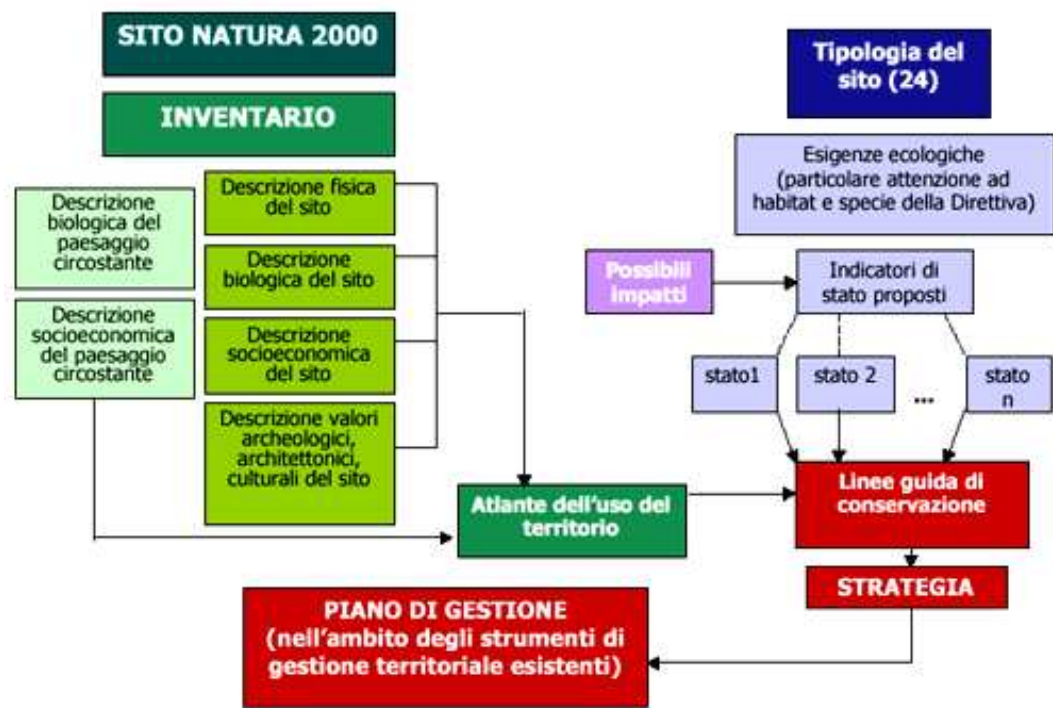 SITO NATURA 2000
INVENTARIO
Descrizione
biologica del
paesaggio
circostante
Descrizione
socioeconomica
del paesaggio
circostante
Descrizione fisica
del sito
Descrizione
biologica del sito
Descrizione
socioeconomica
del sito
Descrizione valori
archeologici,
architettonici,
culturali del sito
Tipologia del
sito (24)
Esigenze ecologiche
(particolare attenzione ad
habitat e specie della Direttiva)
Possibili
impatti
Indicatori di
stato proposti
stato1
stato 2
...
stato
n
Atlante dell'uso del
territorio
Linee guida di
conservazione
STRATEGIA
PIANO DI GESTIONE
(nell'ambito degli strumenti di
gestione territoriale esistenti)